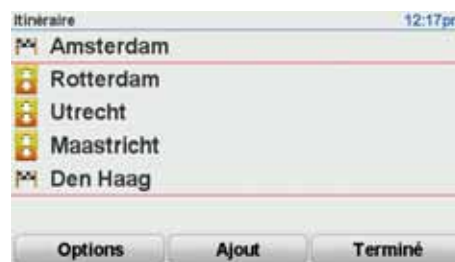 Itinéraire 12:17pm
Amsterdam
Rotterdam
Utrecht
Maastricht
Den Haag
Options Ajout Terminé